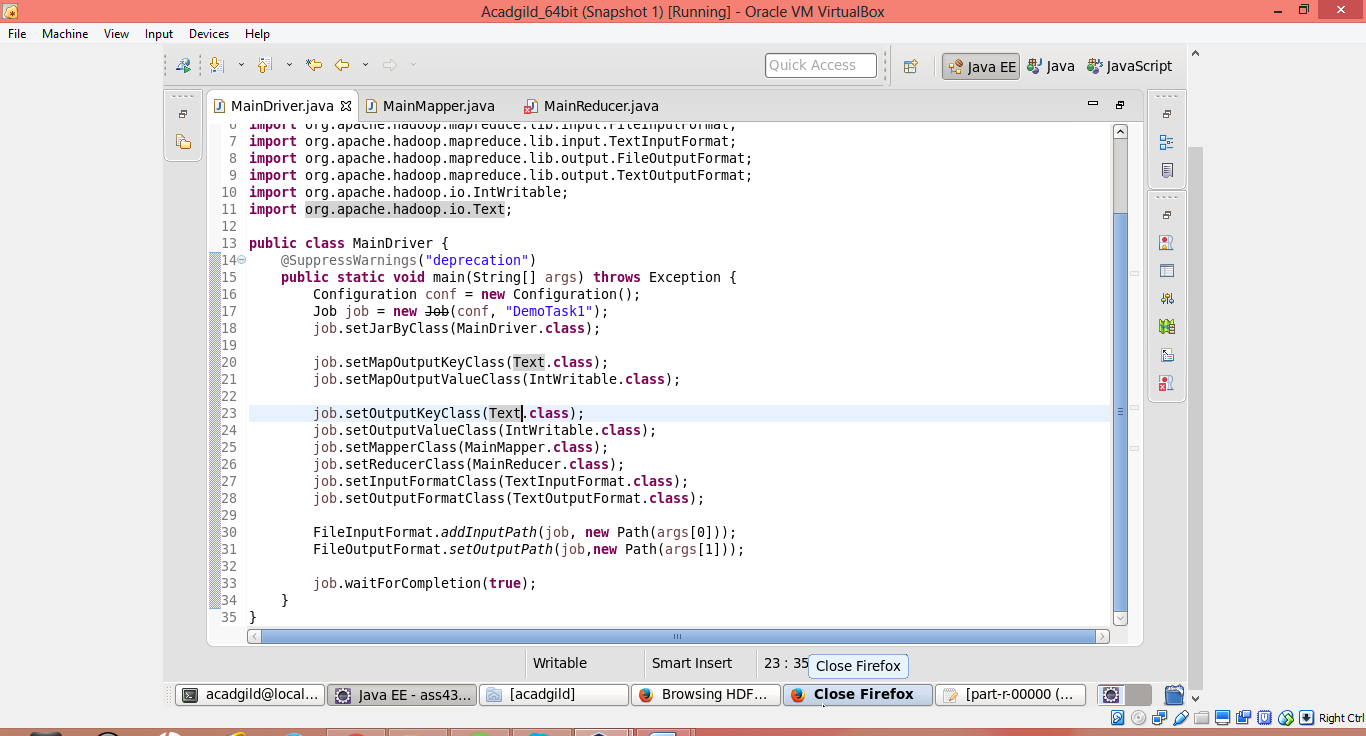 Acadgild_64bit (Snapshot 1) [Running] - Oracle VM VirtualBox
File Machine View Input Devices Help
Quick Access
Java EE
Java
JavaScript
MainDriver.java
MainMapper.java
MainReducer.java
6 import org.apache.hadoop.mapreduce.lib.input.FileInputFormat;
7 import org.apache.hadoop.mapreduce.lib.input.TextInputFormat;
8 import org.apache.hadoop.mapreduce.lib.output.FileOutputFormat;
9 import org.apache.hadoop.mapreduce.lib.output.TextOutputFormat;
10 import org.apache.hadoop.io.IntWritable;
11 import org.apache.hadoop.io.Text;
12
13 public class MainDriver {
14 @SuppressWarnings("deprecation")
15 public static void main(String[] args) throws Exception {
16 Configuration conf = new Configuration();
17 Job job = new Job(conf, "DemoTask1");
18 job.setJarByClass(MainDriver.class);
19
20 job.setMapOutputKeyClass(Text.class);
21 job.setMapOutputValueClass(IntWritable.class);
22
23 job.setOutputKeyClass(Text.class);
24 job.setOutputValueClass(IntWritable.class);
25 job.setMapperClass(MainMapper.class);
26 job.setReducerClass(MainReducer.class);
27 job.setInputFormatClass(TextInputFormat.class);
28 job.setOutputFormatClass(TextOutputFormat.class);
29
30 FileInputFormat.addInputPath(job, new Path(args[0]));
31 FileOutputFormat.setOutputPath(job,new Path(args[1]));
32
33 job.waitForCompletion(true);
34 }
35 }
Writable
Smart Insert
23 : 35
Close Firefox
acadgild@local...
Java EE - ass43...
[acadgild]
Browsing HDF...
Close Firefox
[part-r-00000 (...
Right Ctrl